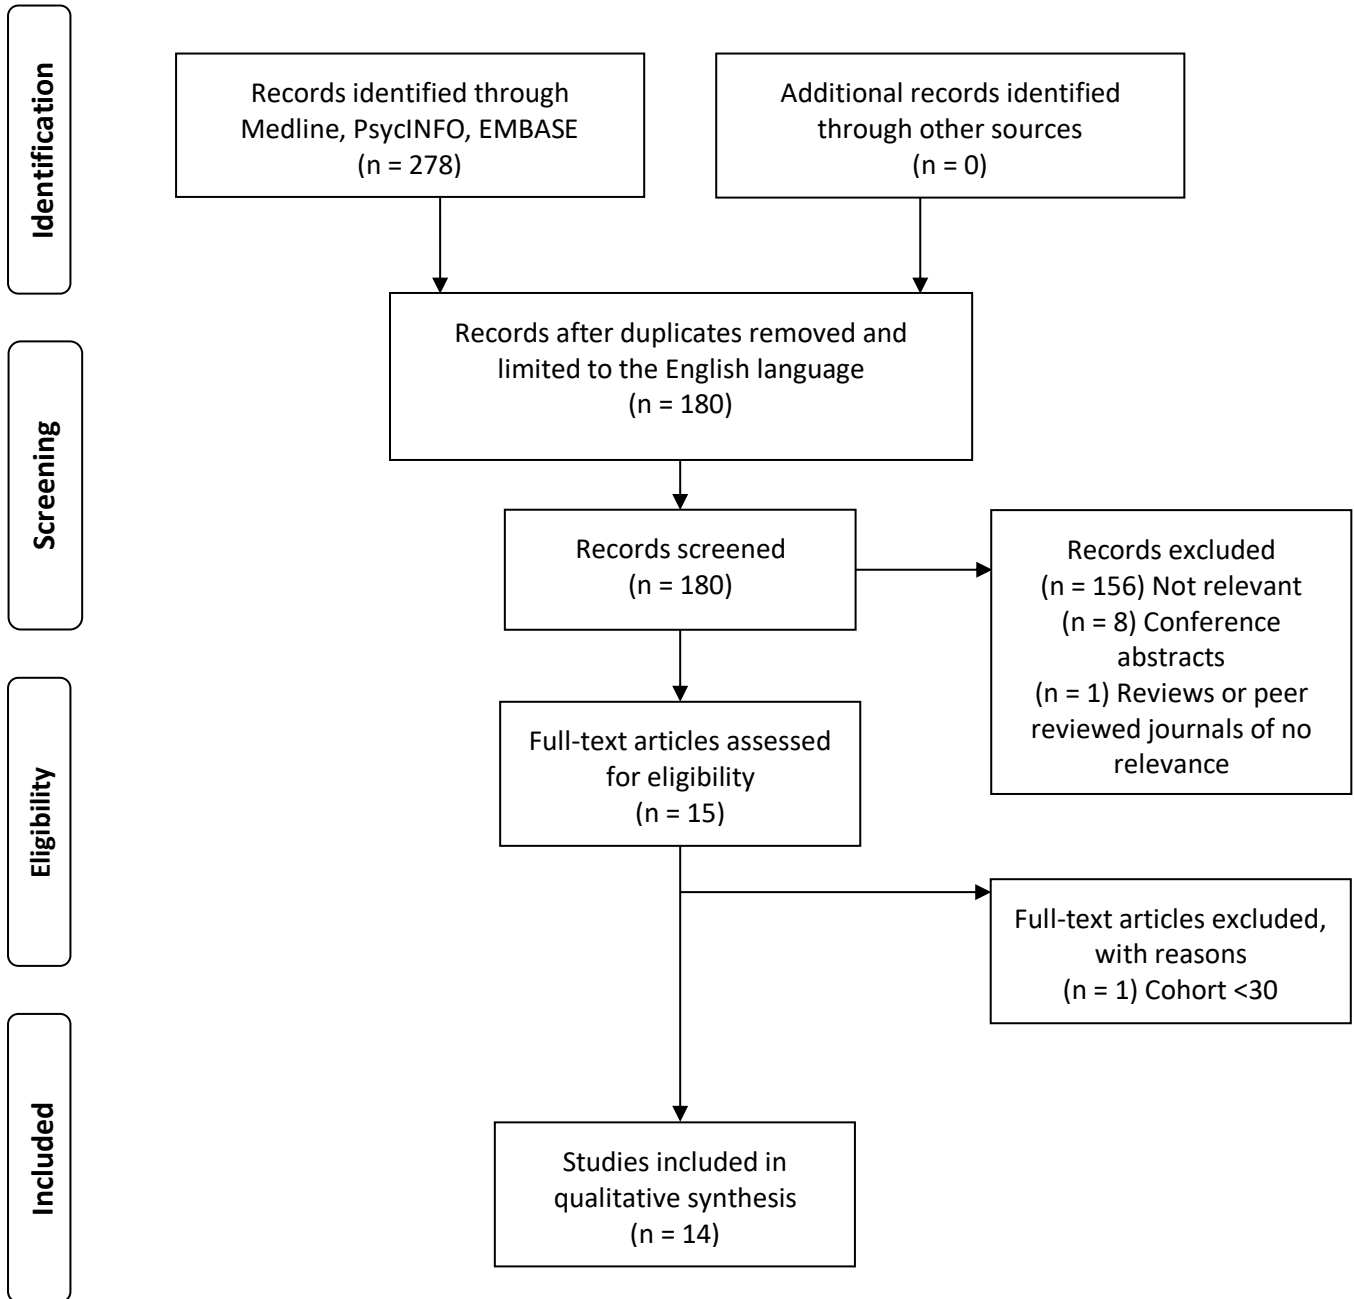 Identification
Records identified through
Medline, PsycINFO, EMBASE
(n = 278)
Additional records identified
through other sources
(n = 0)
Screening
Records after duplicates removed and
limited to the English language
(n = 180)
Records screened
(n = 180)
Records excluded
(n = 156) Not relevant
(n = 8) Conference
abstracts
(n = 1) Reviews or peer
reviewed journals of no
relevance
Eligibility
Full-text articles assessed
for eligibility
(n = 15)
Full-text articles excluded,
with reasons
(n = 1) Cohort <30
Included
Studies included in
qualitative synthesis
(n = 14)